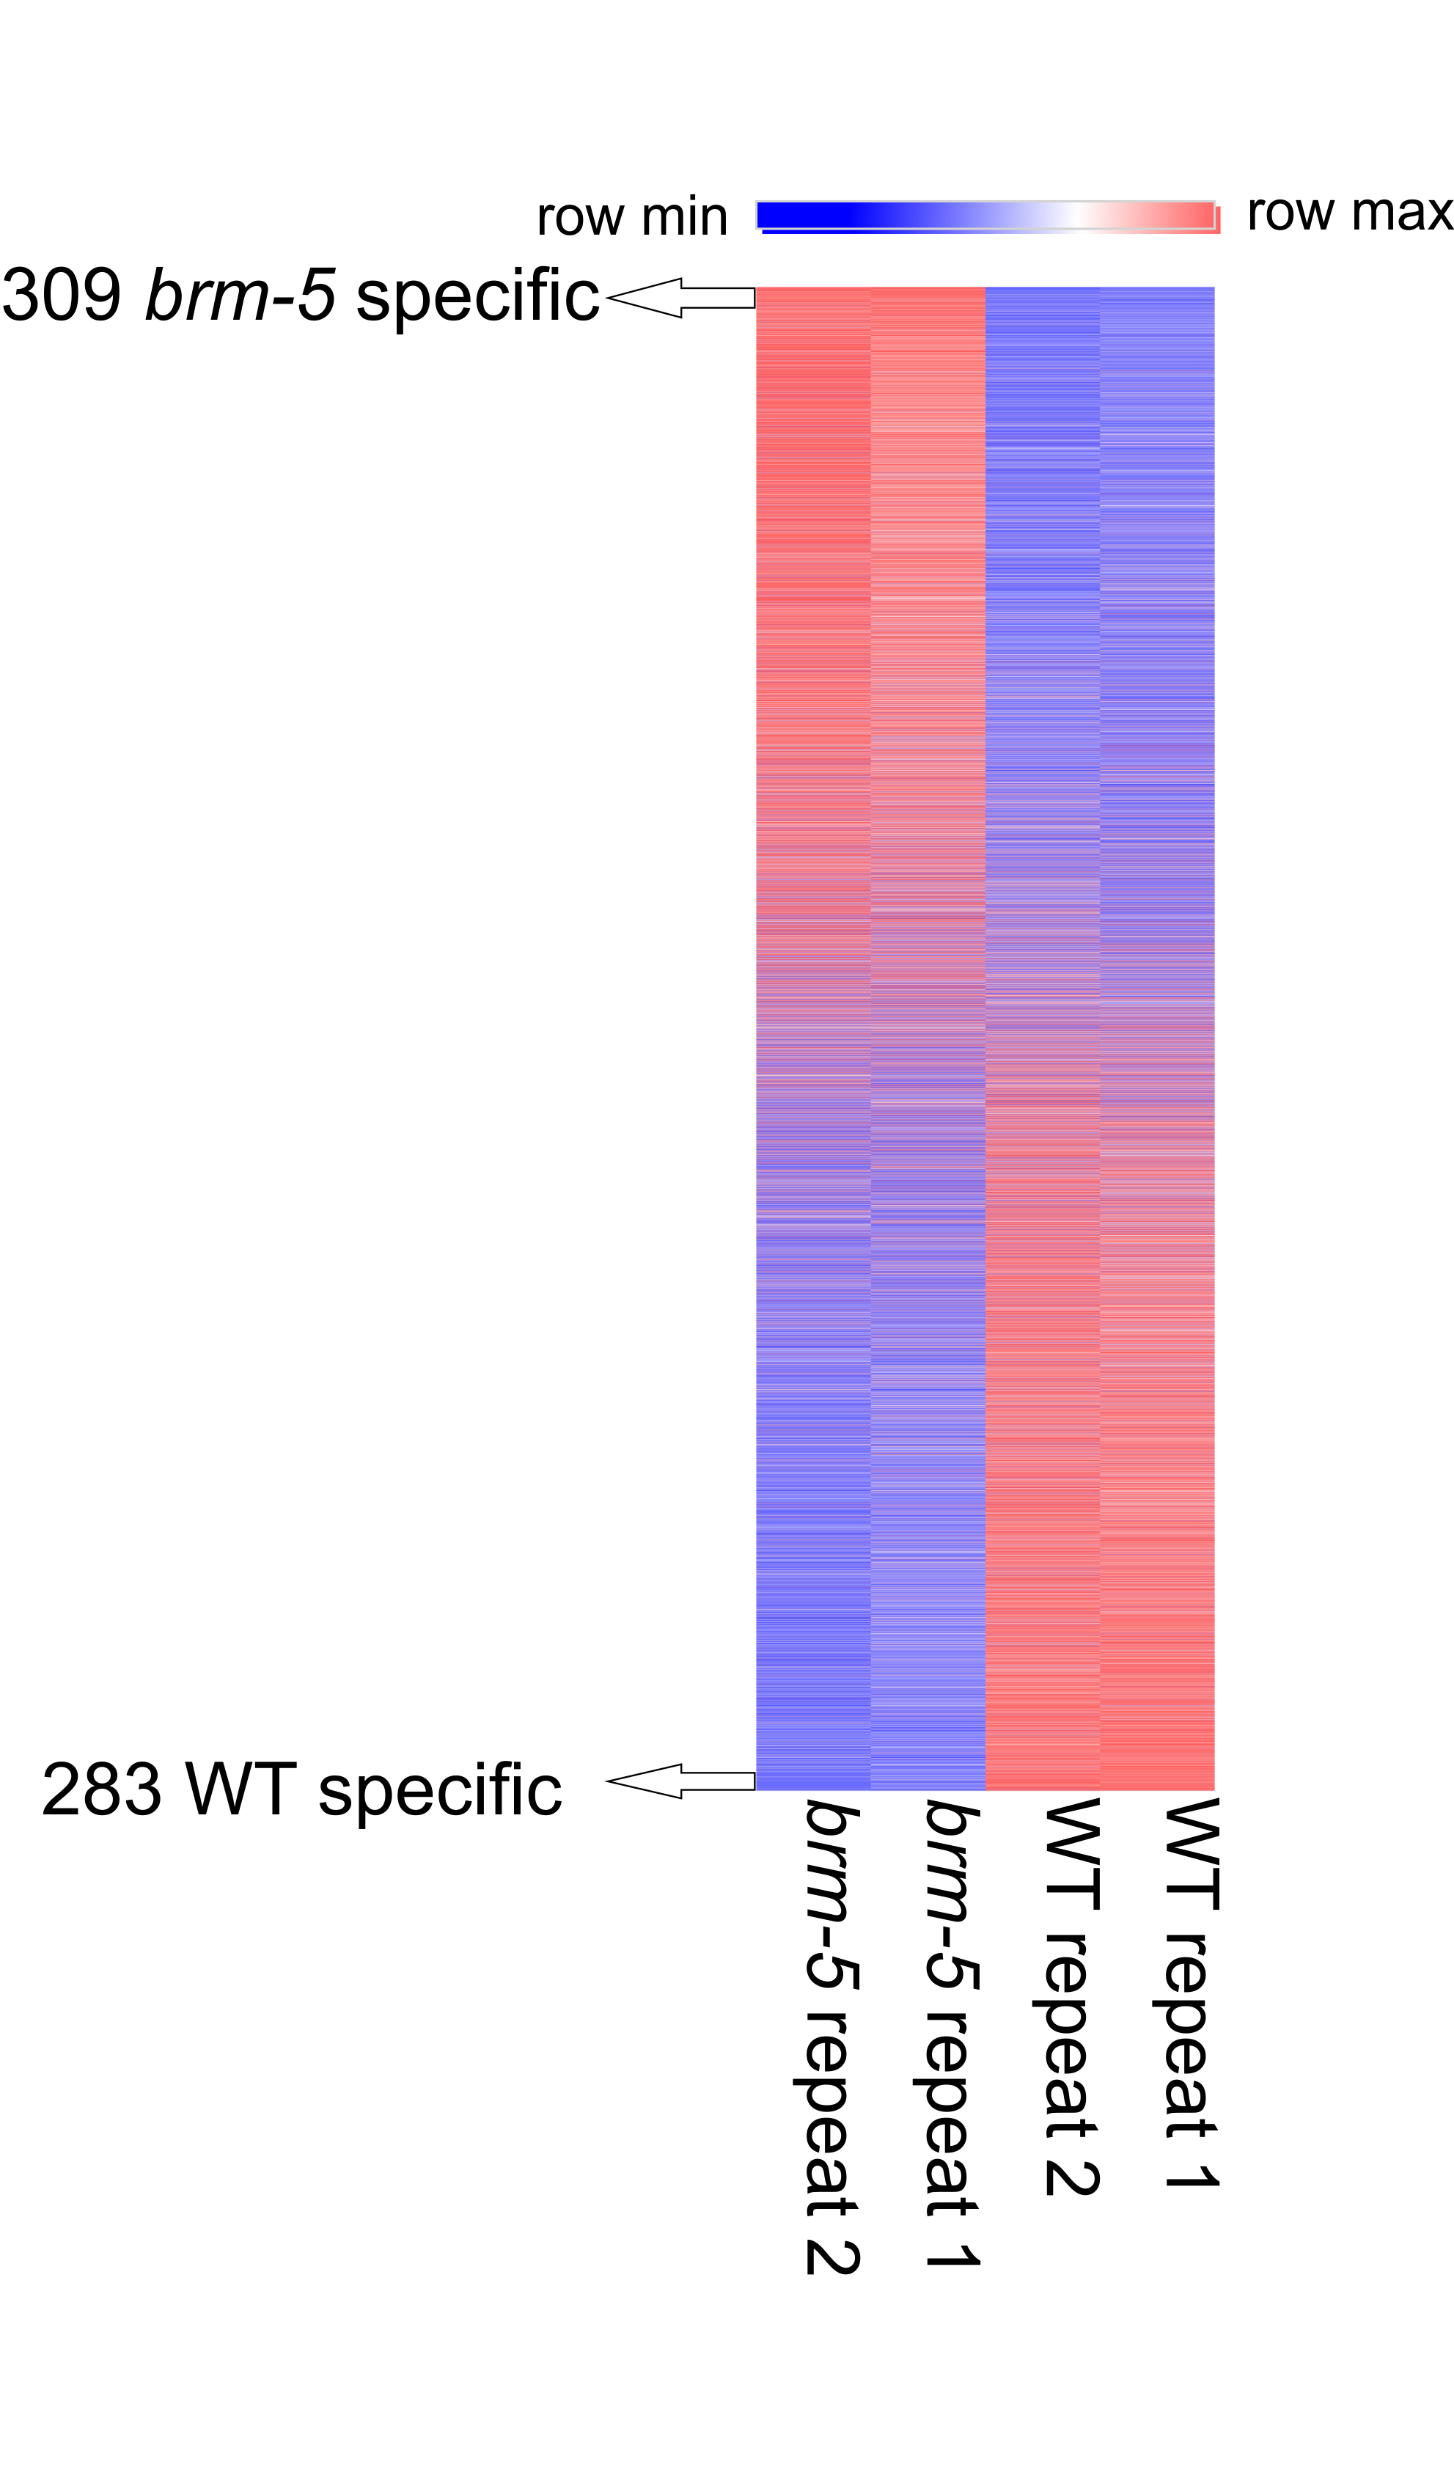 row min
row max
309 brm-5 specific
283 WT specific
brm-5 repeat 2
brm-5 repeat 1
WT repeat 2
WT repeat 1